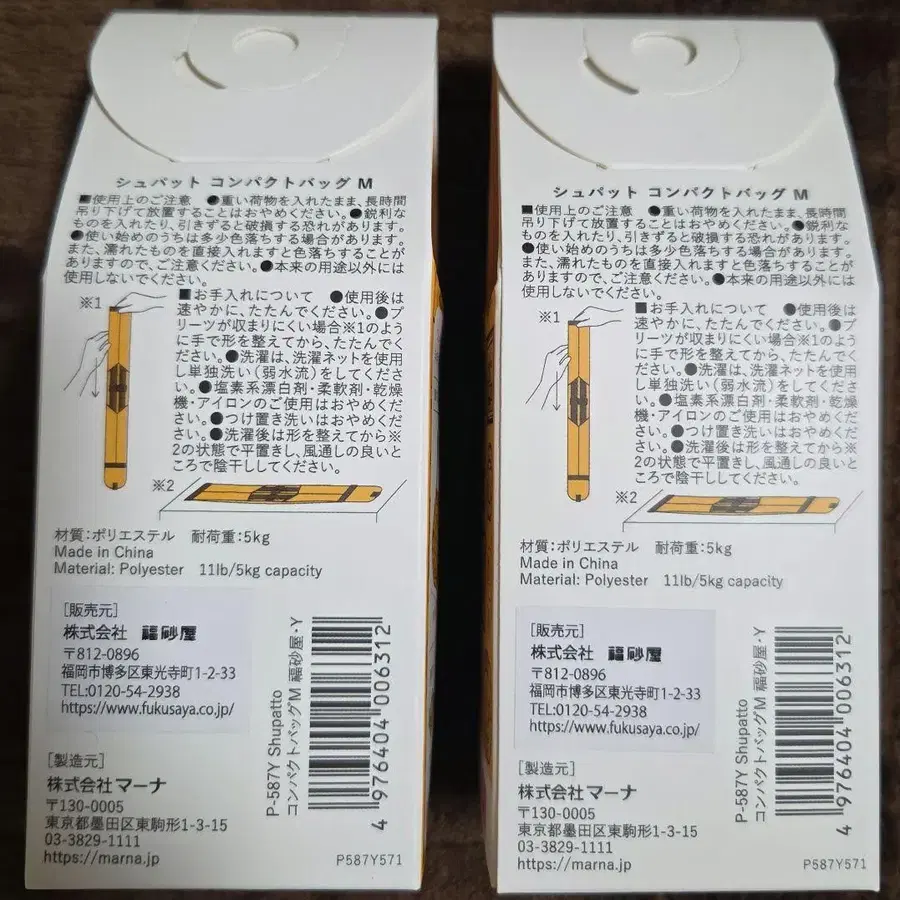 シュパット コンパクトバッグ M
■使用上のご注意 ●重い荷物を入れたまま、長時間
吊り下げて放置することはおやめください。●鋭利な
ものを入れたり、引きずると破損する恐れがあります。
●使い始めのうちは多少色落ちする場合があります。
また、濡れたものを直接入れますと色落ちすることが
ありますので、ご注意ください。●本来の用途以外には
使用しないでください。
※1
■お手入れについて ●使用後は
速やかに、たたんでください。●プ
リーツが収まりにくい場合※1のよう
に手で形を整えてから、たたんでく
ださい。●洗濯は、洗濯ネットを使用
し単独洗い(弱水流)をしてくださ
い。●塩素系漂白剤・柔軟剤・乾燥
機・アイロンのご使用はおやめくだ
さい。●つけ置き洗いはおやめくだ
さい。●洗濯後は形を整えてから※
2の状態で平置きし、風通しの良いと
ころで陰干ししてください。
※2
材質:ポリエステル 耐荷重:5kg
Made in China
Material: Polyester 11lb/5kg capacity
[販売元]
株式会社 福砂屋
〒812-0896
福岡市博多区東光寺町1-2-33
TEL:0120-54-2938
https://www.fukusaya.co.jp/
[製造元]
株式会社マーナ
〒130-0005
東京都墨田区東駒形1-3-15
03-3829-1111
https://marna.jp
P-587Y Shupatto
コンパクトバッグM 福砂屋・Y
4 976404 006312
P587Y571
シュパット コンパクトバッグ M
■使用上のご注意 ●重い荷物を入れたまま、長時間
吊り下げて放置することはおやめください。●鋭利な
ものを入れたり、引きずると破損する恐れがあります。
●使い始めのうちは多少色落ちする場合があります。
また、濡れたものを直接入れますと色落ちすることが
ありますので、ご注意ください。●本来の用途以外には
使用しないでください。
※1
■お手入れについて ●使用後は
速やかに、たたんでください。●プ
リーツが収まりにくい場合※1のよう
に手で形を整えてから、たたんでく
ださい。●洗濯は、洗濯ネットを使用
し単独洗い(弱水流)をしてくださ
い。●塩素系漂白剤・柔軟剤・乾燥
機・アイロンのご使用はおやめくだ
さい。●つけ置き洗いはおやめくだ
さい。●洗濯後は形を整えてから※
2の状態で平置きし、風通しの良いと
ころで陰干ししてください。
※2
材質:ポリエステル 耐荷重:5kg
Made in China
Material: Polyester 11lb/5kg capacity
[販売元]
株式会社 福砂屋
〒812-0896
福岡市博多区東光寺町1-2-33
TEL:0120-54-2938
https://www.fukusaya.co.jp/
[製造元]
株式会社マーナ
〒130-0005
東京都墨田区東駒形1-3-15
03-3829-1111
https://marna.jp
P-587Y Shupatto
コンパクトバッグM 福砂屋・Y
4 976404 006312
P587Y571